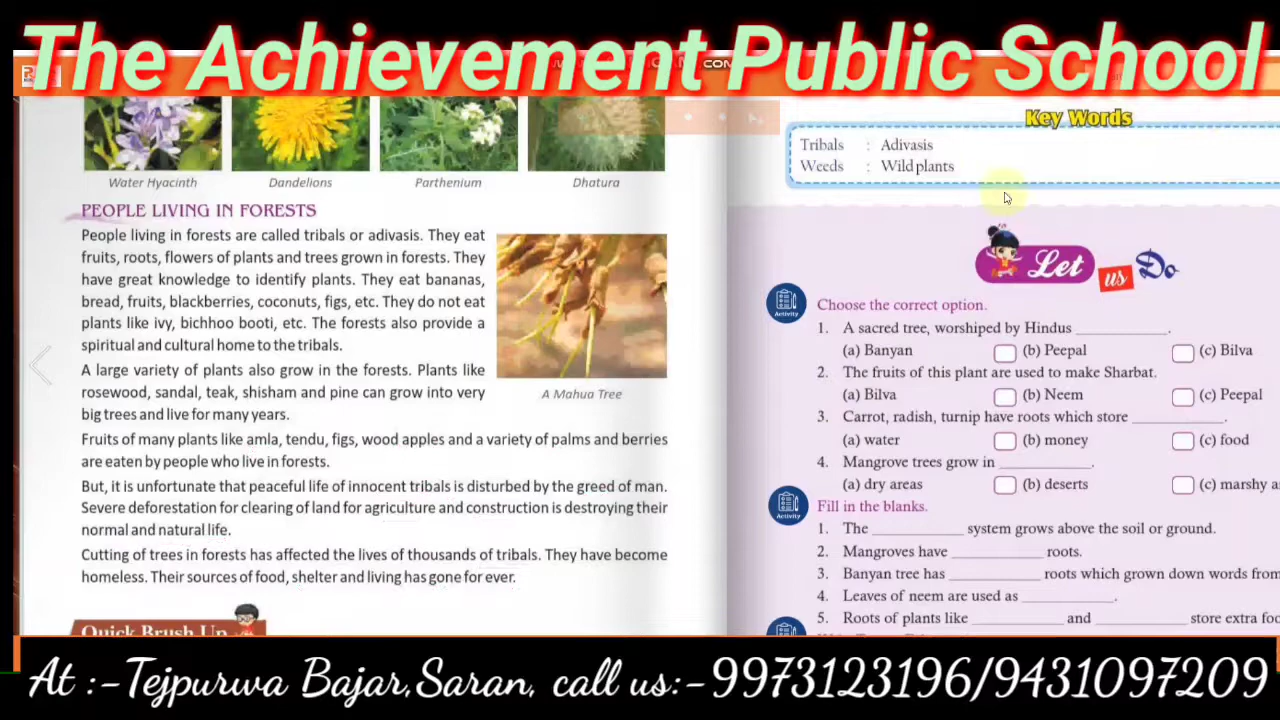 The Achievement Public School
Water Hyacinth
Dandelions
Parthenium
Dhatura
PEOPLE LIVING IN FORESTS
People living in forests are called tribals or adivasis. They eat
fruits, roots, flowers of plants and trees grown in forests. They
have great knowledge to identify plants. They eat bananas,
bread, fruits, blackberries, coconuts, figs, etc. They do not eat
plants like ivy, bichhoo booti, etc. The forests also provide a
spiritual and cultural home to the tribals.
A large variety of plants also grow in the forests. Plants like
rosewood, sandal, teak, shisham and pine can grow into very
big trees and live for many years.
A Mahua Tree
Fruits of many plants like amla, tendu, figs, wood apples and a variety of palms and berries
are eaten by people who live in forests.
But, it is unfortunate that peaceful life of innocent tribals is disturbed by the greed of man.
Severe deforestation for clearing of land for agriculture and construction is destroying their
normal and natural life.
Cutting of trees in forests has affected the lives of thousands of tribals. They have become
homeless. Their sources of food, shelter and living has gone for ever.
Quick Brush Up
Key Words
Tribals : Adivasis
Weeds : Wild plants
Let us Do
Activity
Choose the correct option.
1. A sacred tree, worshiped by Hindus ____________.
(a) Banyan (b) Peepal (c) Bilva
2. The fruits of this plant are used to make Sharbat.
(a) Bilva (b) Neem (c) Peepal
3. Carrot, radish, turnip have roots which store ____________.
(a) water (b) money (c) food
4. Mangrove trees grow in ____________.
(a) dry areas (b) deserts (c) marshy
Activity
Fill in the blanks.
1. The ____________ system grows above the soil or ground.
2. Mangroves have ____________ roots.
3. Banyan tree has ____________ roots which grown down words from
4. Leaves of neem are used as ____________.
5. Roots of plants like ____________ and ____________ store extra
At :-Tejpurwa Bajar,Saran, call us:-9973123196/9431097209